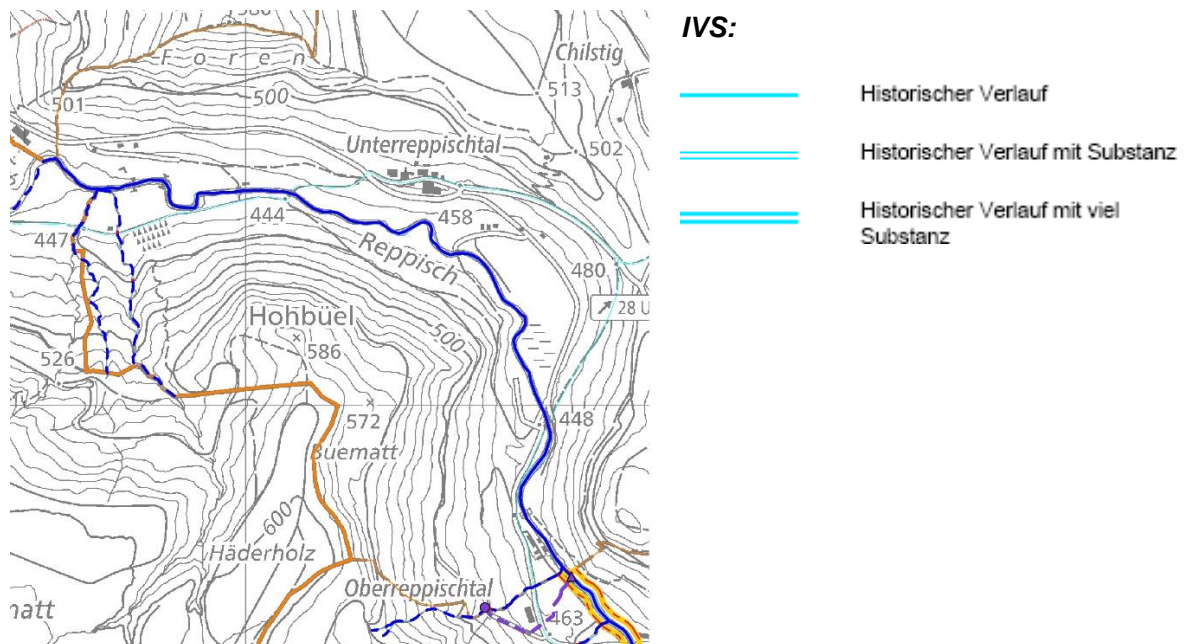 IVS:
Historischer Verlauf
Historischer Verlauf mit Substanz
Historischer Verlauf mit viel
Substanz
Foren
Chilstig
501
500
513
Unterreppischtal
502
444
458
447
Reppisch
480
28 U
Hohbüel
500
586
526
572
448
Buematt
600
Häderholz
Oberreppischtal
matt
463